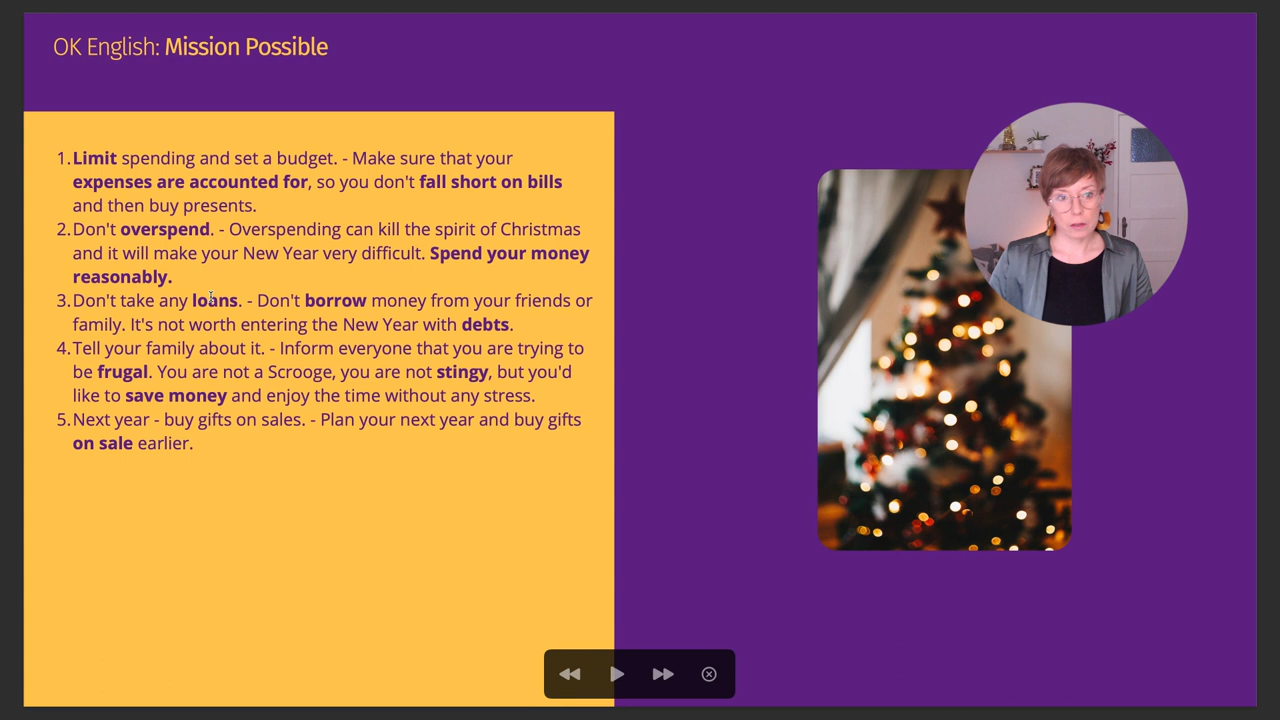 OK English: Mission Possible
1. Limit spending and set a budget. - Make sure that your
expenses are accounted for, so you don't fall short on bills
and then buy presents.
2. Don't overspend. - Overspending can kill the spirit of Christmas
and it will make your New Year very difficult. Spend your money
reasonably.
3. Don't take any loans. - Don't borrow money from your friends or
family. It's not worth entering the New Year with debts.
4. Tell your family about it. - Inform everyone that you are trying to
be frugal. You are not a Scrooge, you are not stingy, but you'd
like to save money and enjoy the time without any stress.
5. Next year - buy gifts on sales. - Plan your next year and buy gifts
on sale earlier.